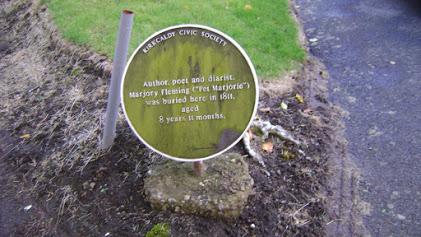 KIRKCALDY CIVIC SOCIETY
Author, poet and diarist.
Marjory Fleming ("Pet Marjorie")
was buried here in 1811.
aged
8 years 11 months.